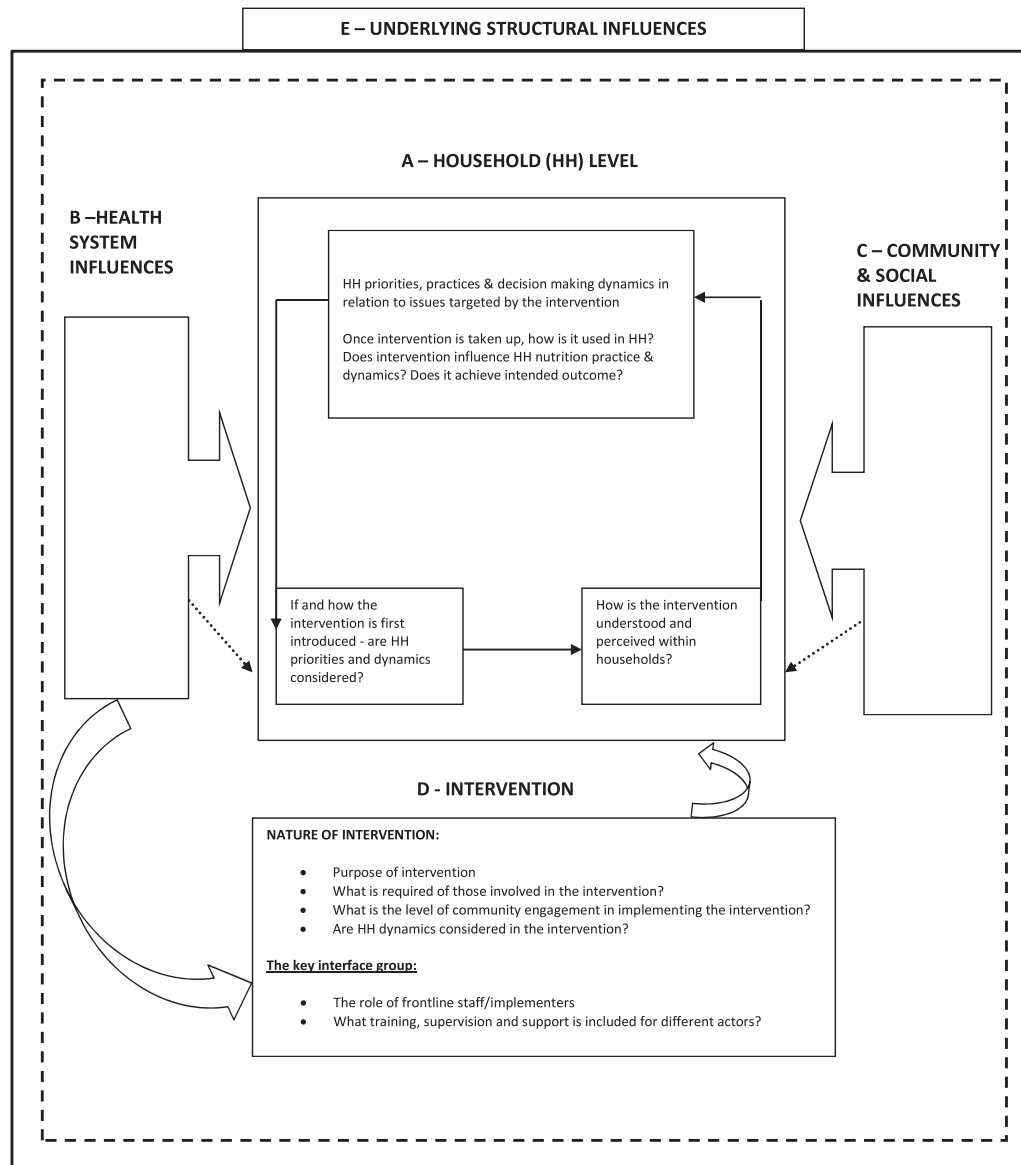 E – UNDERLYING STRUCTURAL INFLUENCES
A – HOUSEHOLD (HH) LEVEL
B –HEALTH
SYSTEM
INFLUENCES
C – COMMUNITY
& SOCIAL
INFLUENCES
HH priorities, practices & decision making dynamics in
relation to issues targeted by the intervention
Once intervention is taken up, how is it used in HH?
Does intervention influence HH nutrition practice &
dynamics? Does it achieve intended outcome?
If and how the
intervention is first
introduced - are HH
priorities and dynamics
considered?
How is the intervention
understood and
perceived within
households?
D - INTERVENTION
NATURE OF INTERVENTION:
• Purpose of intervention
• What is required of those involved in the intervention?
• What is the level of community engagement in implementing the intervention?
• Are HH dynamics considered in the intervention?
The key interface group:
• The role of frontline staff/implementers
• What training, supervision and support is included for different actors?